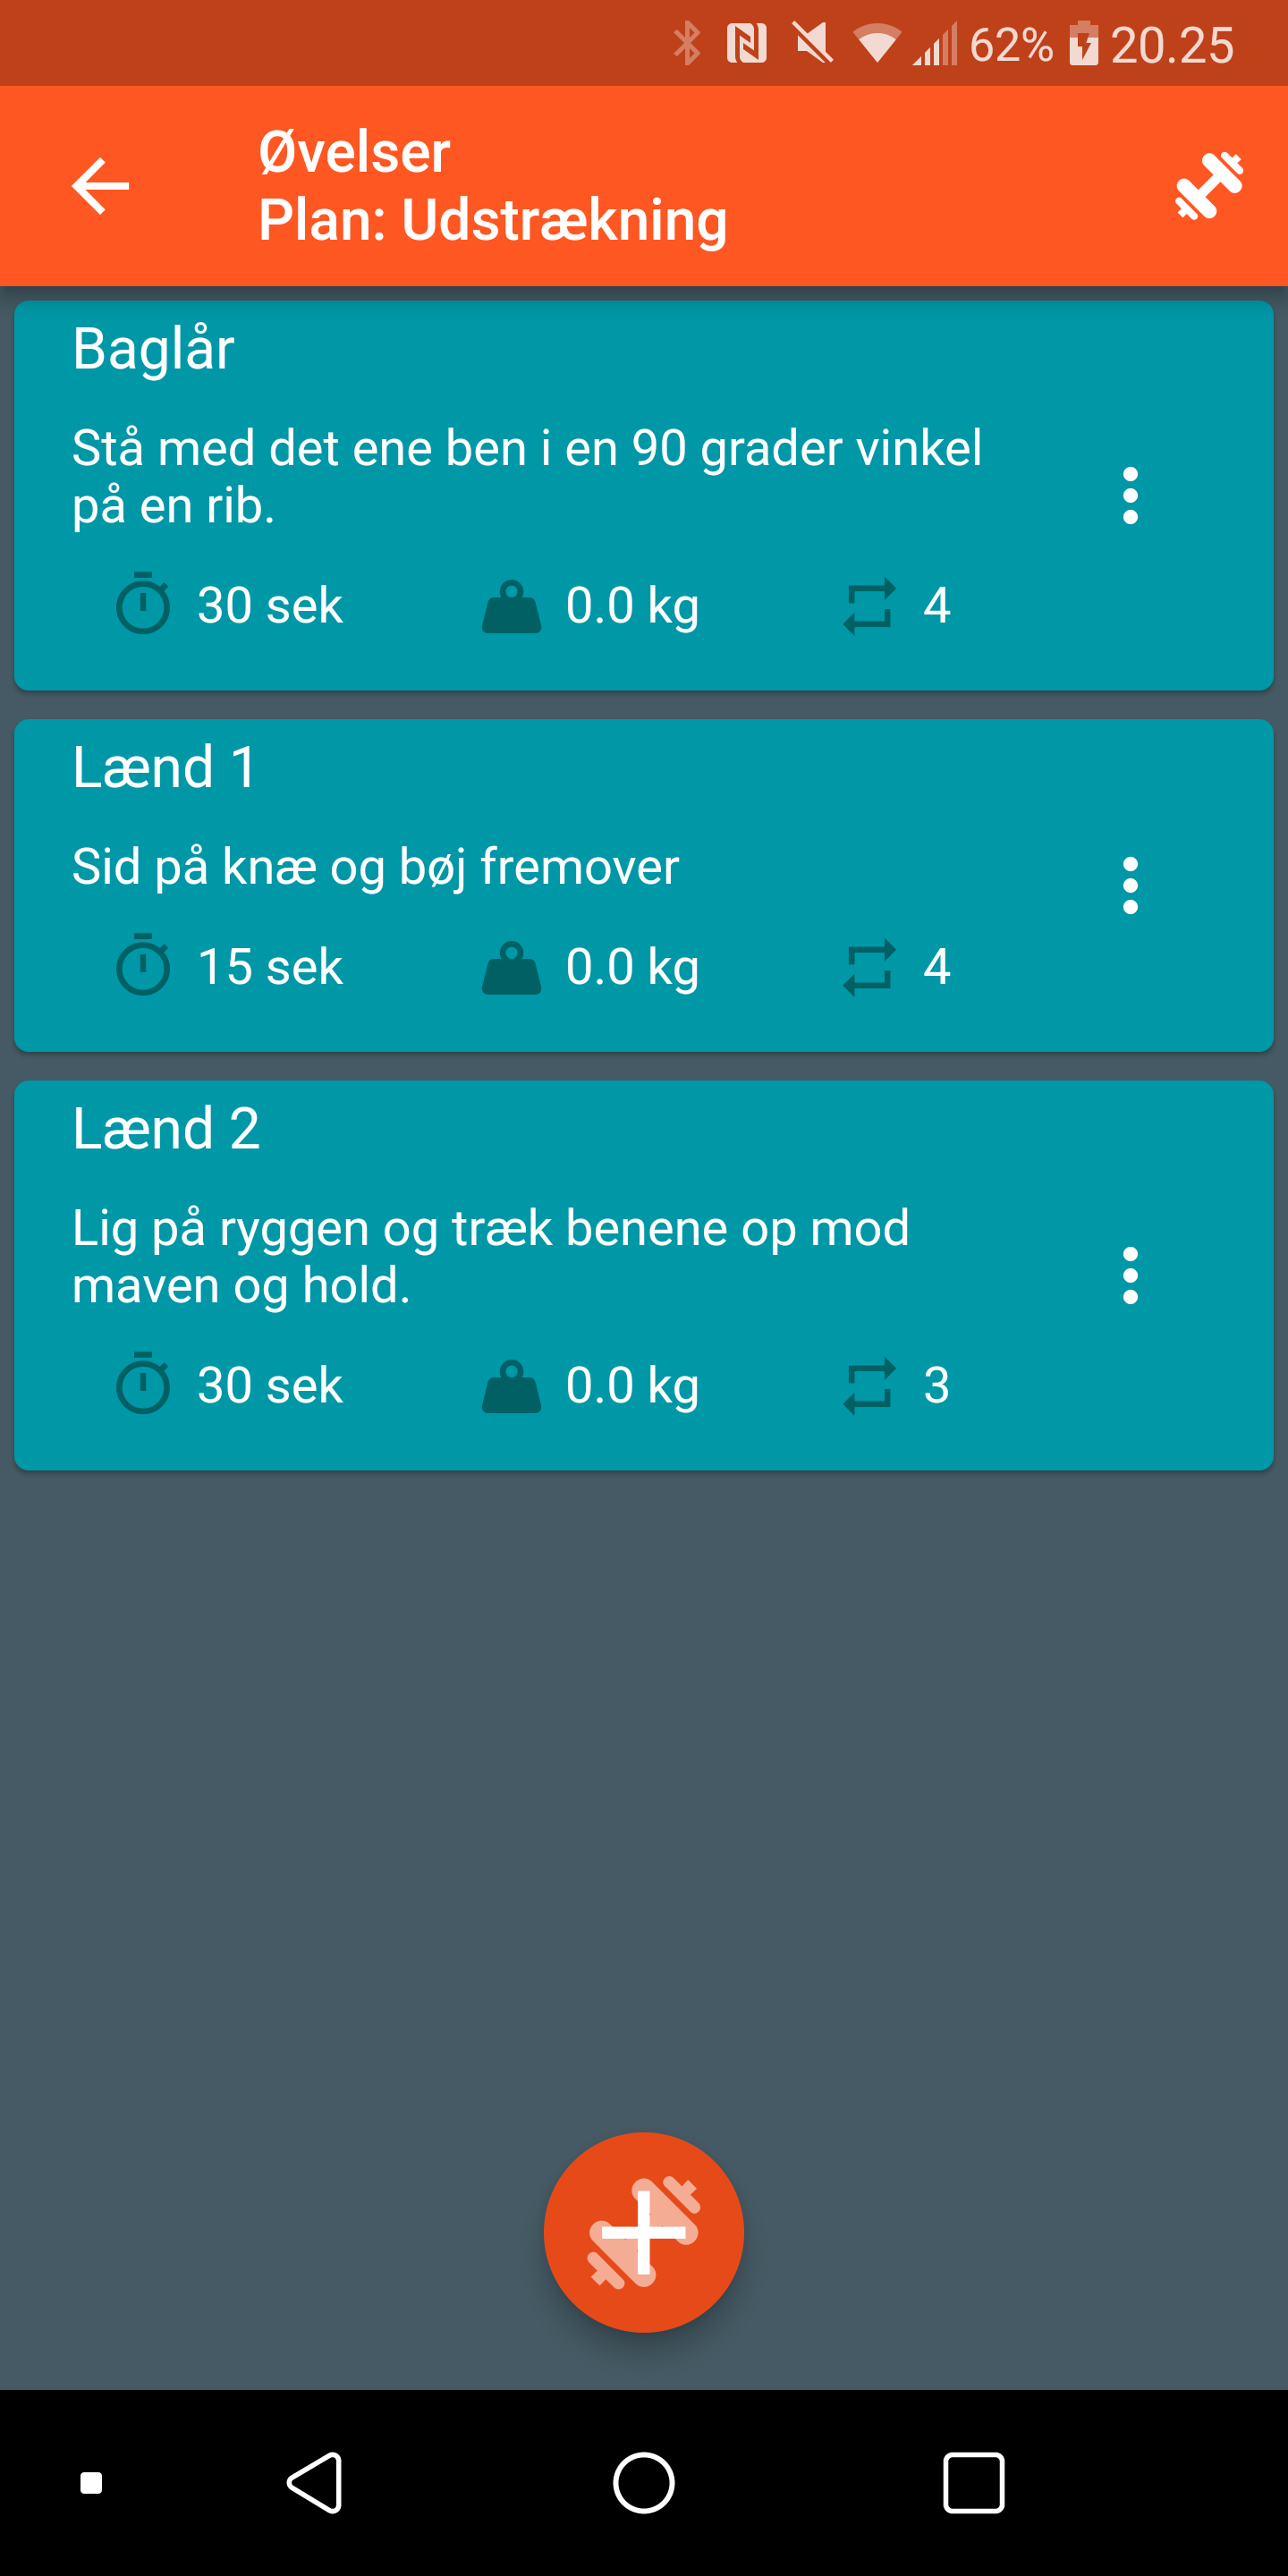 62% 20.25
Øvelser
Plan: Udstrækning
Baglår
Stå med det ene ben i en 90 grader vinkel
på en rib.
30 sek 0.0 kg 4
Lænd 1
Sid på knæ og bøj fremover
15 sek 0.0 kg 4
Lænd 2
Lig på ryggen og træk benene op mod
maven og hold.
30 sek 0.0 kg 3